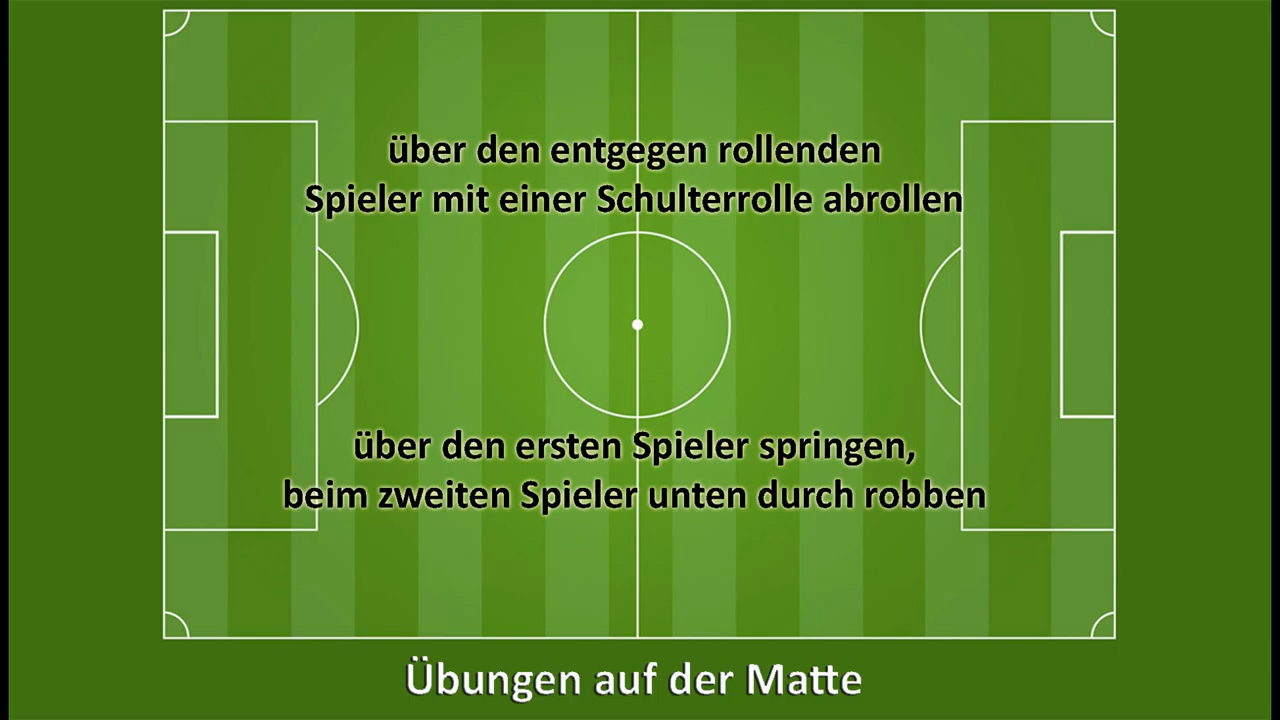 über den entgegen rollenden
Spieler mit einer Schulterrolle abrollen
über den ersten Spieler springen,
beim zweiten Spieler unten durch robben
Übungen auf der Matte